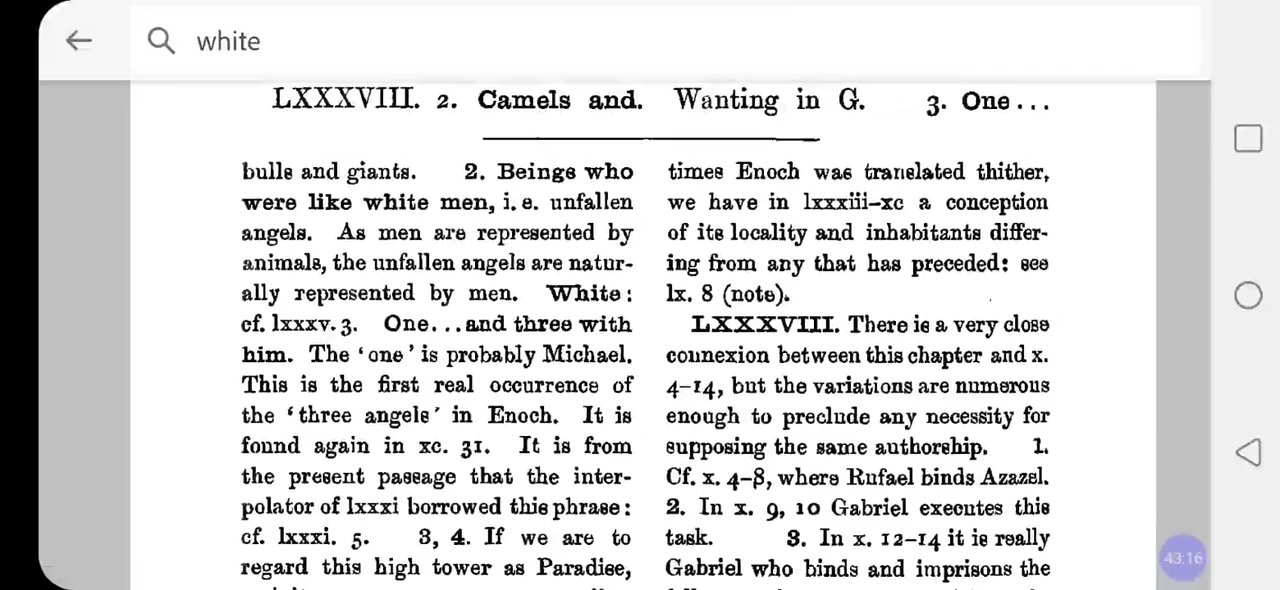 white
LXXXVIII. 2. Camels and. Wanting in G. 3. One...
bulls and giants. 2. Beings who
were like white men, i. e. unfallen
angels. As men are represented by
animals, the unfallen angels are natur-
ally represented by men. White:
cf. lxxxv. 3. One...and three with
him. The ‘one’ is probably Michael.
This is the first real occurrence of
the ‘three angels’ in Enoch. It is
found again in xc. 31. It is from
the present passage that the inter-
polator of lxxxi borrowed this phrase:
cf. lxxxi. 5. 3, 4. If we are to
regard this high tower as Paradise,
times Enoch was translated thither,
we have in lxxxiii–xc a conception
of its locality and inhabitants differ-
ing from any that has preceded: see
lx. 8 (note).
LXXXVIII. There is a very close
connexion between this chapter and x.
4–14, but the variations are numerous
enough to preclude any necessity for
supposing the same authorship. 1.
Cf. x. 4–8, where Rufael binds Azazel.
2. In x. 9, 10 Gabriel executes this
task. 3. In x. 12–14 it is really
Gabriel who binds and imprisons the
43:16